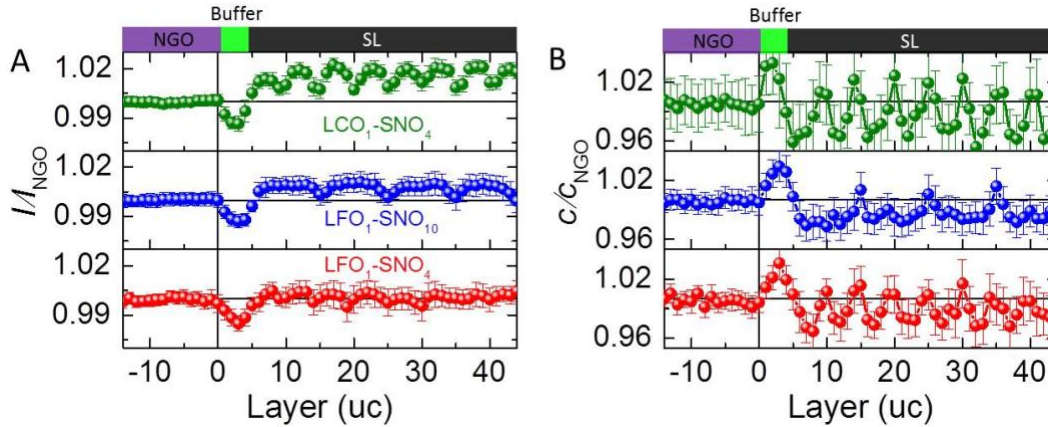 Buffer
NGO SL
A
1.02
0.99
LCO₁-SNO₄
1.02
0.99
LFO₁-SNO₁₀
LFO₁-SNO₄
1.02
0.99
I/I_NGO
-10 0 10 20 30 40
Layer (uc)
Buffer
NGO SL
B
1.02
0.96
1.02
0.96
1.02
0.96
c/c_NGO
-10 0 10 20 30 40
Layer (uc)